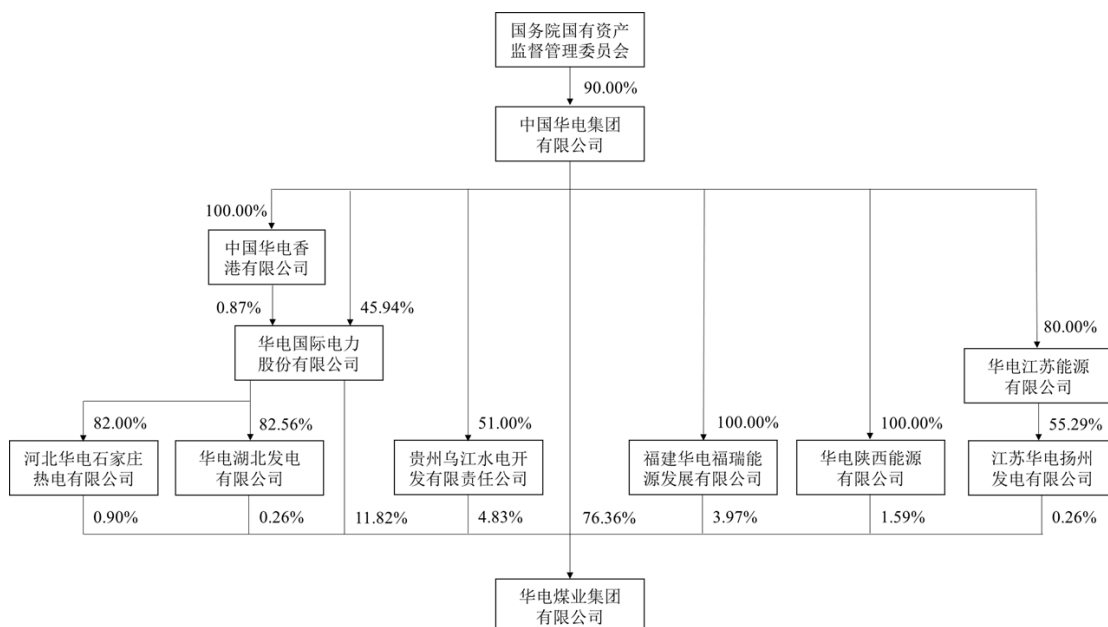 国务院国有资产
监督管理委员会
90.00%
中国华电集团
有限公司
100.00%
中国华电香
港有限公司
0.87%
45.94%
华电国际电力
股份有限公司
80.00%
华电江苏能源
有限公司
82.00%
82.56%
51.00%
100.00%
100.00%
55.29%
河北华电石家庄
热电有限公司
华电湖北发电
有限公司
贵州乌江水电开
发有限责任公司
福建华电福瑞能
源发展有限公司
华电陕西能源
有限公司
江苏华电扬州
发电有限公司
0.90%
0.26%
11.82%
4.83%
76.36%
3.97%
1.59%
0.26%
华电煤业集团
有限公司